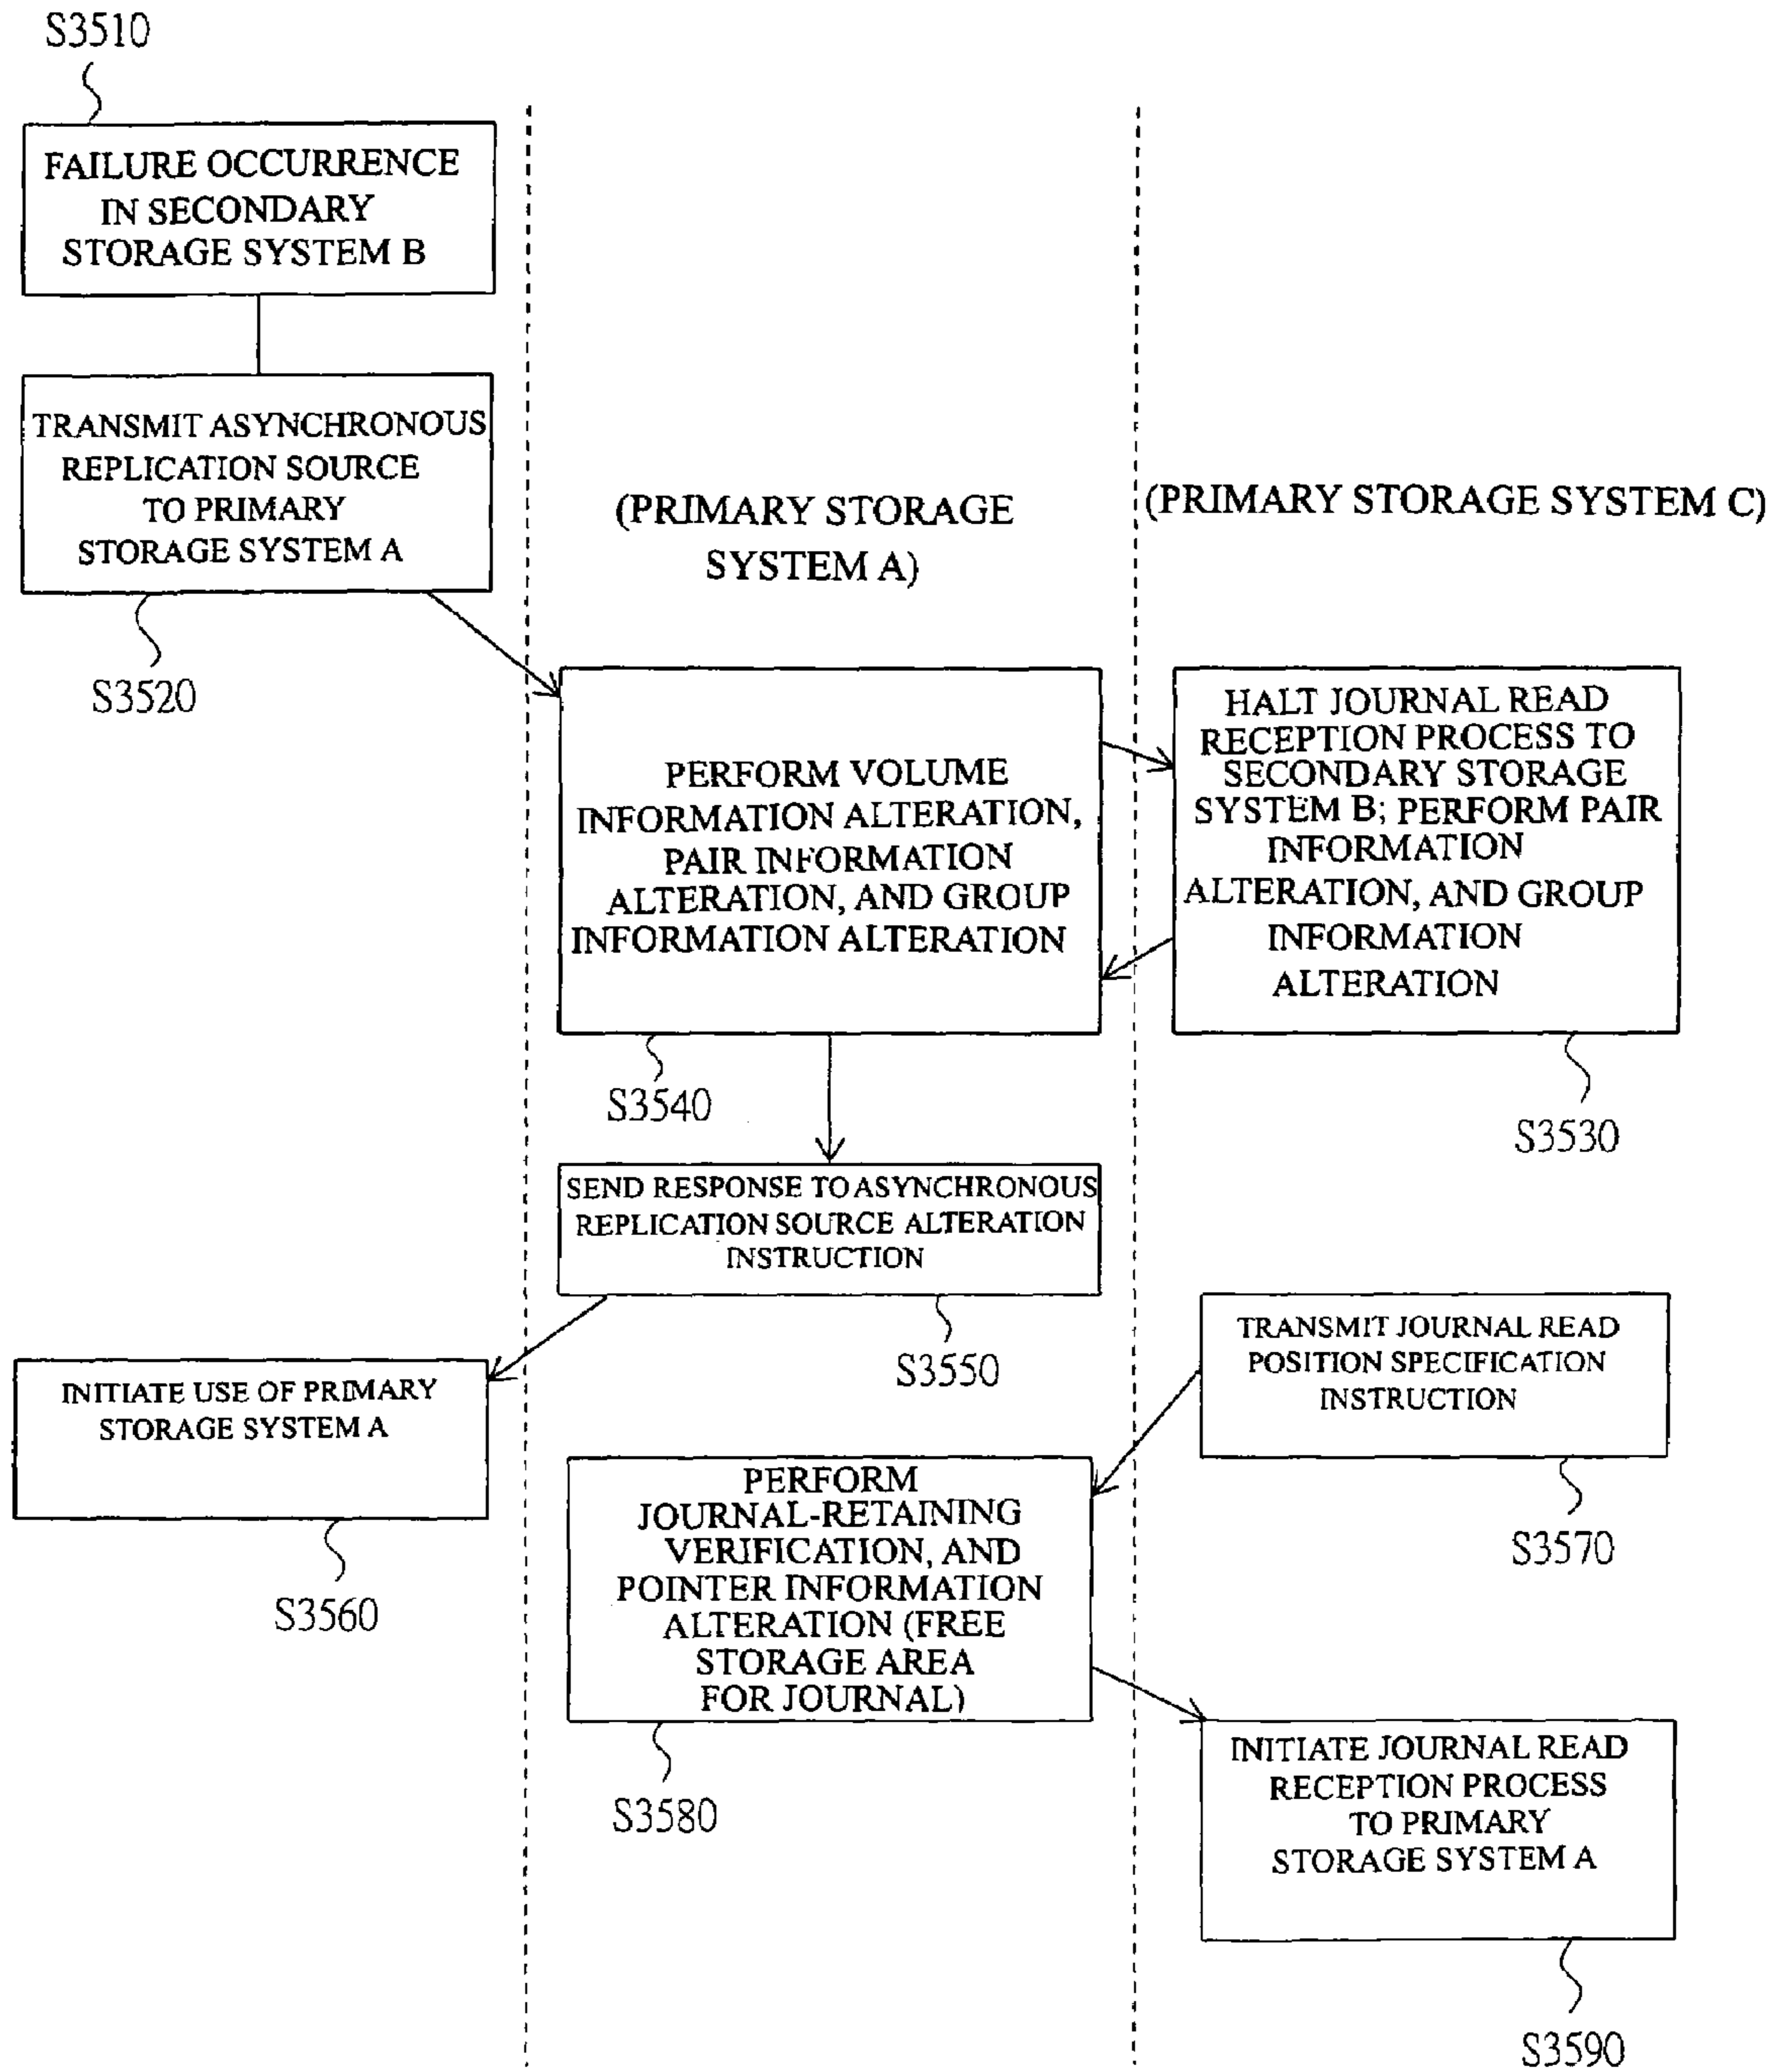 S3510
FAILURE OCCURRENCE
IN SECONDARY
STORAGE SYSTEM B
TRANSMIT ASYNCHRONOUS
REPLICATION SOURCE
TO PRIMARY
STORAGE SYSTEM A
S3520
(PRIMARY STORAGE
SYSTEM A)
(PRIMARY STORAGE SYSTEM C)
PERFORM VOLUME
INFORMATION ALTERATION,
PAIR INFORMATION
ALTERATION, AND GROUP
INFORMATION ALTERATION
S3540
HALT JOURNAL READ
RECEPTION PROCESS TO
SECONDARY STORAGE
SYSTEM B; PERFORM PAIR
INFORMATION
ALTERATION, AND GROUP
INFORMATION
ALTERATION
S3530
SEND RESPONSE TO ASYNCHRONOUS
REPLICATION SOURCE ALTERATION
INSTRUCTION
S3550
INITIATE USE OF PRIMARY
STORAGE SYSTEM A
S3560
TRANSMIT JOURNAL READ
POSITION SPECIFICATION
INSTRUCTION
S3570
PERFORM
JOURNAL-RETAINING
VERIFICATION, AND
POINTER INFORMATION
ALTERATION (FREE
STORAGE AREA
FOR JOURNAL)
S3580
INITIATE JOURNAL READ
RECEPTION PROCESS
TO PRIMARY
STORAGE SYSTEM A
S3590